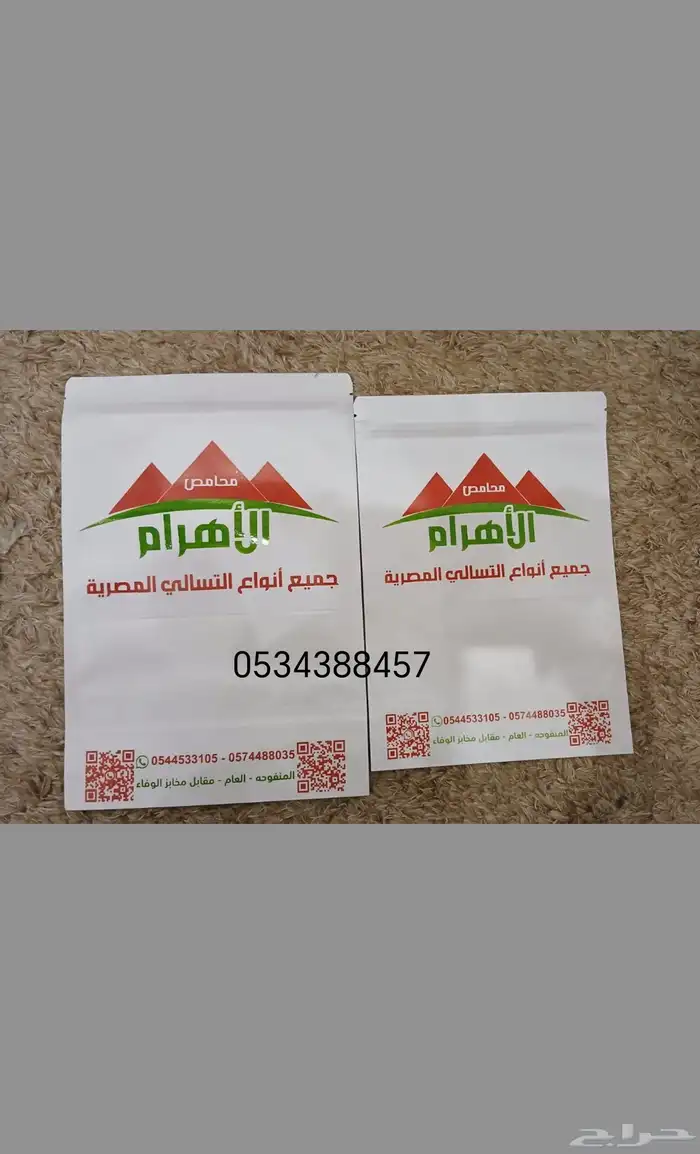 محامص
الأهرام
جميع أنواع التسالي المصرية
0544533105 - 0574488035
المنفوحه - العام - مقابل مخابز الوفاء
محامص
الأهرام
جميع أنواع التسالي المصرية
0544533105 - 0574488035
المنفوحه - العام - مقابل مخابز الوفاء
0534388457
حراج